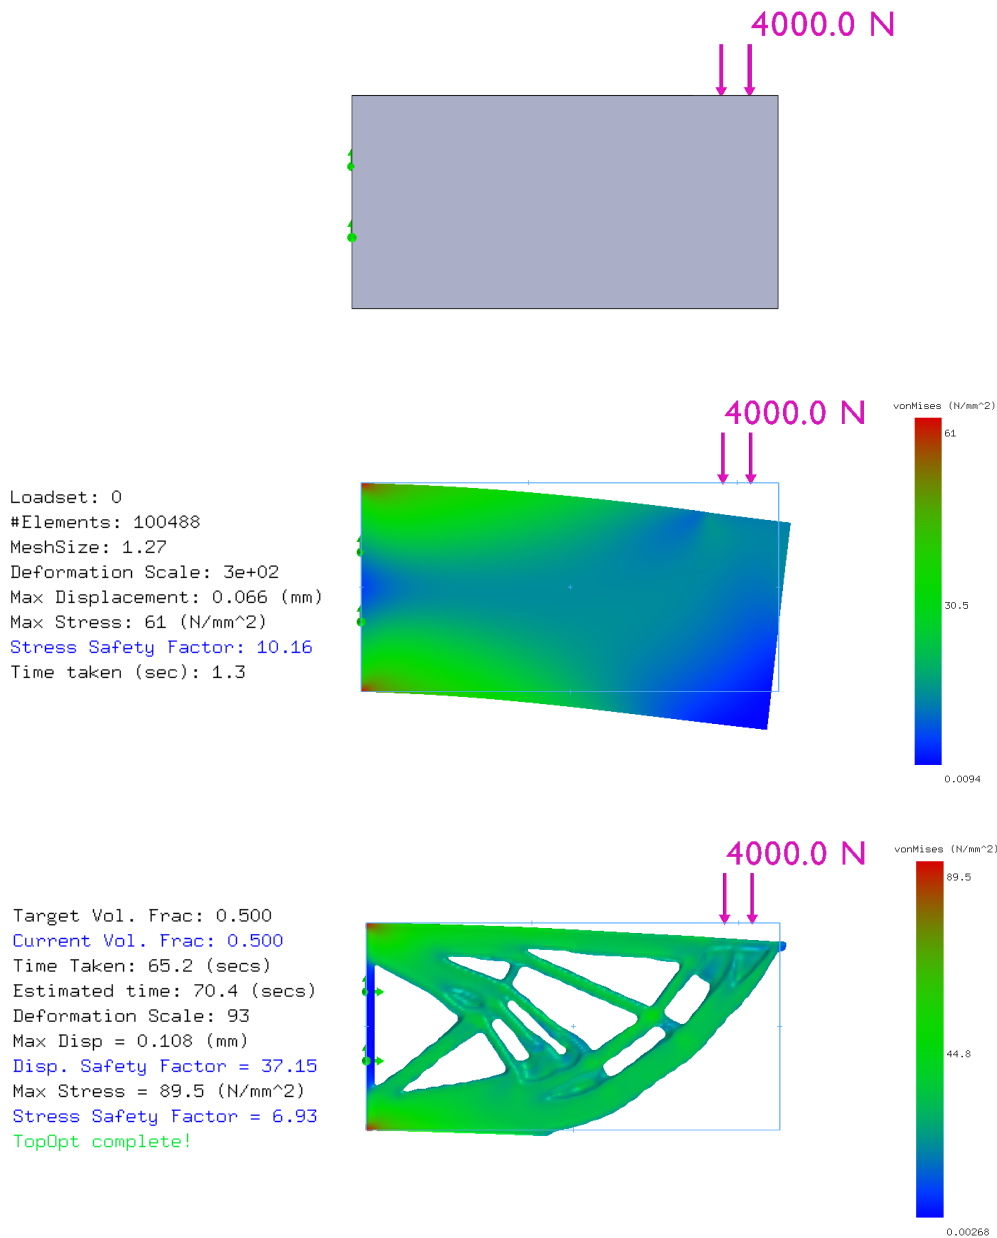 4000.0 N
4000.0 N
vonMises (N/mm^2)
61
30.5
0.0094
Loadset: 0
#Elements: 100488
MeshSize: 1.27
Deformation Scale: 3e+02
Max Displacement: 0.066 (mm)
Max Stress: 61 (N/mm^2)
Stress Safety Factor: 10.16
Time taken (sec): 1.3
4000.0 N
vonMises (N/mm^2)
89.5
44.8
0.00268
Target Vol. Frac: 0.500
Current Vol. Frac: 0.500
Time Taken: 65.2 (secs)
Estimated time: 70.4 (secs)
Deformation Scale: 93
Max Disp = 0.108 (mm)
Disp. Safety Factor = 37.15
Max Stress = 89.5 (N/mm^2)
Stress Safety Factor = 6.93
TopOpt complete!